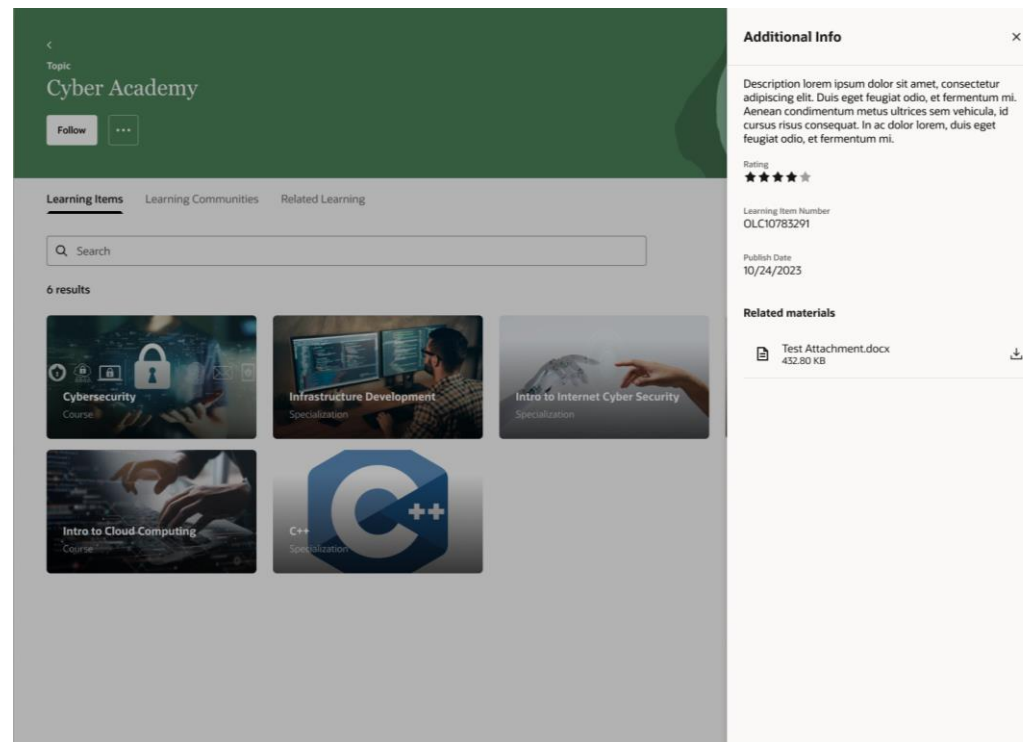 Topic
Cyber Academy
Follow
Learning Items
Learning Communities
Related Learning
Search
6 results
Cybersecurity
Course
Infrastructure Development
Specialization
Intro to Internet Cyber Security
Specialization
Intro to Cloud Computing
Course
C++
Specialization
C++
Additional Info
Description lorem ipsum dolor sit amet, consectetur
adipiscing elit. Duis eget feugiat odio, et fermentum mi.
Aenean condimentum metus ultrices sem vehicula, id
cursus risus consequat. In ac dolor lorem, duis eget
feugiat odio, et fermentum mi.
Rating
Learning Item Number
OLC10783291
Publish Date
10/24/2023
Related materials
Test Attachment.docx
432.80 KB